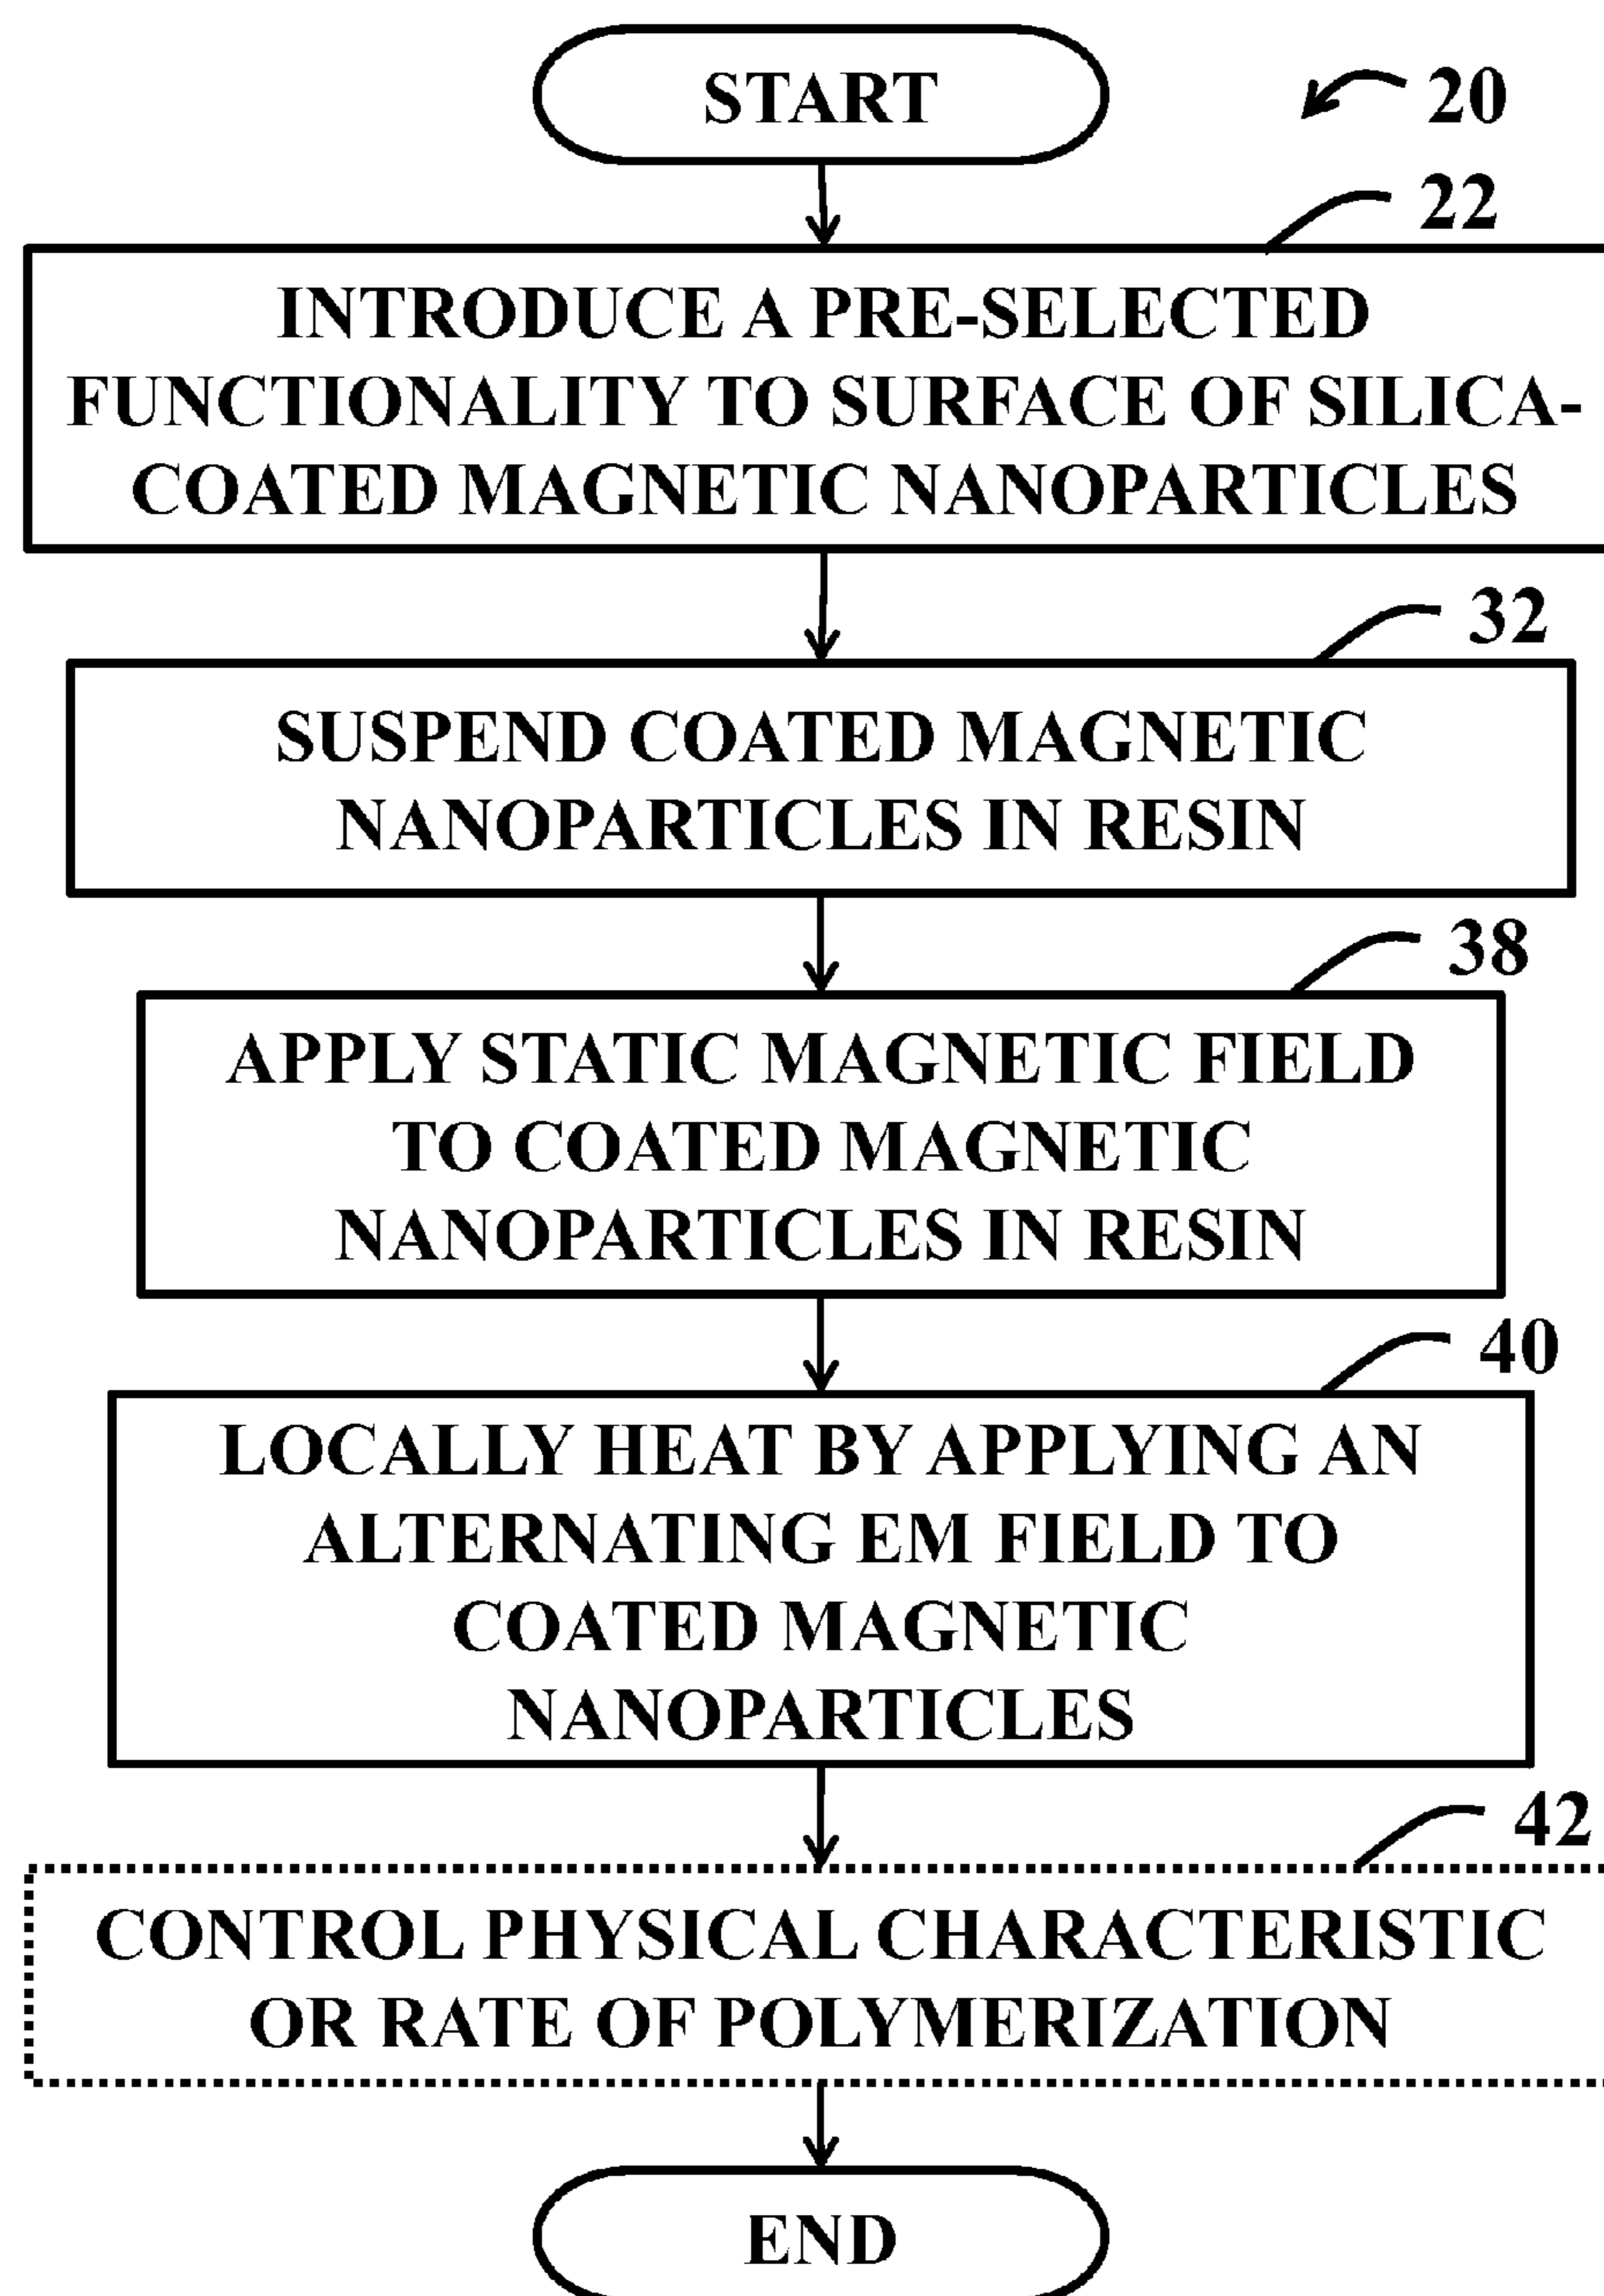 START
20
22
INTRODUCE A PRE-SELECTED
FUNCTIONALITY TO SURFACE OF SILICA-
COATED MAGNETIC NANOPARTICLES
32
SUSPEND COATED MAGNETIC
NANOPARTICLES IN RESIN
38
APPLY STATIC MAGNETIC FIELD
TO COATED MAGNETIC
NANOPARTICLES IN RESIN
40
LOCALLY HEAT BY APPLYING AN
ALTERNATING EM FIELD TO
COATED MAGNETIC
NANOPARTICLES
42
CONTROL PHYSICAL CHARACTERISTIC
OR RATE OF POLYMERIZATION
END